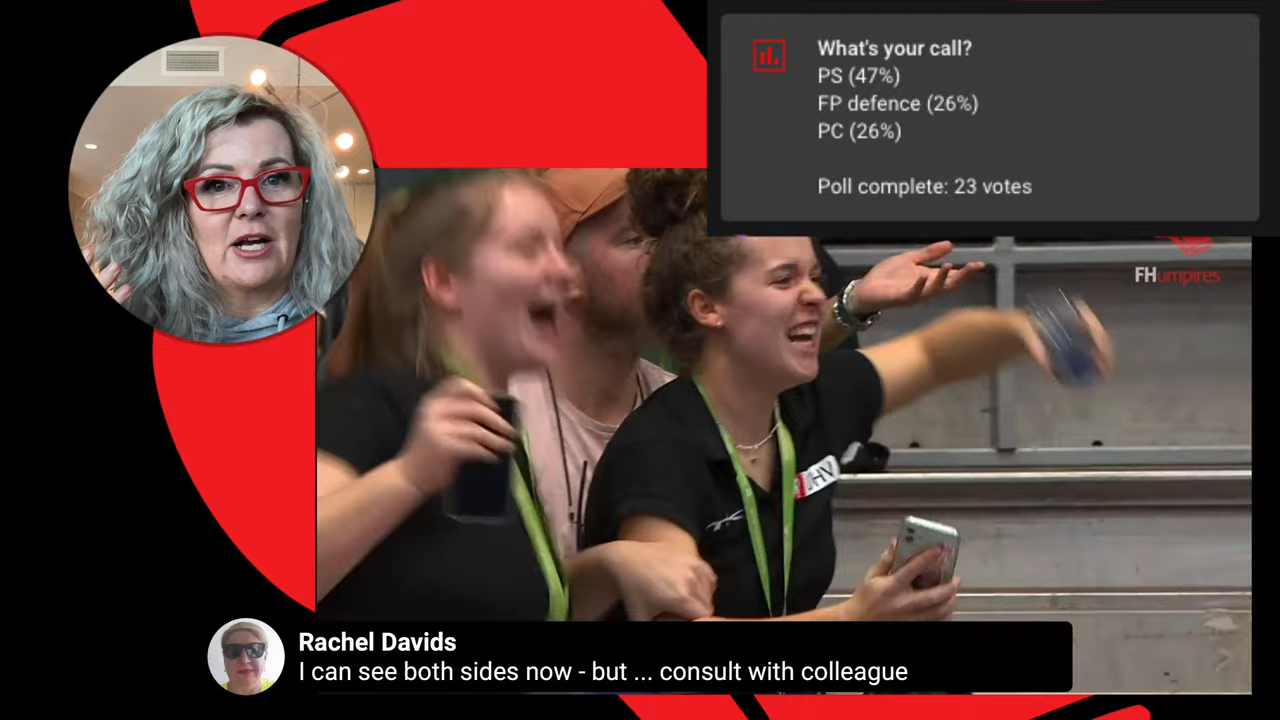 What's your call?
PS (47%)
FP defence (26%)
PC (26%)
Poll complete: 23 votes
FHumpires
Rachel Davids
I can see both sides now - but ... consult with colleague